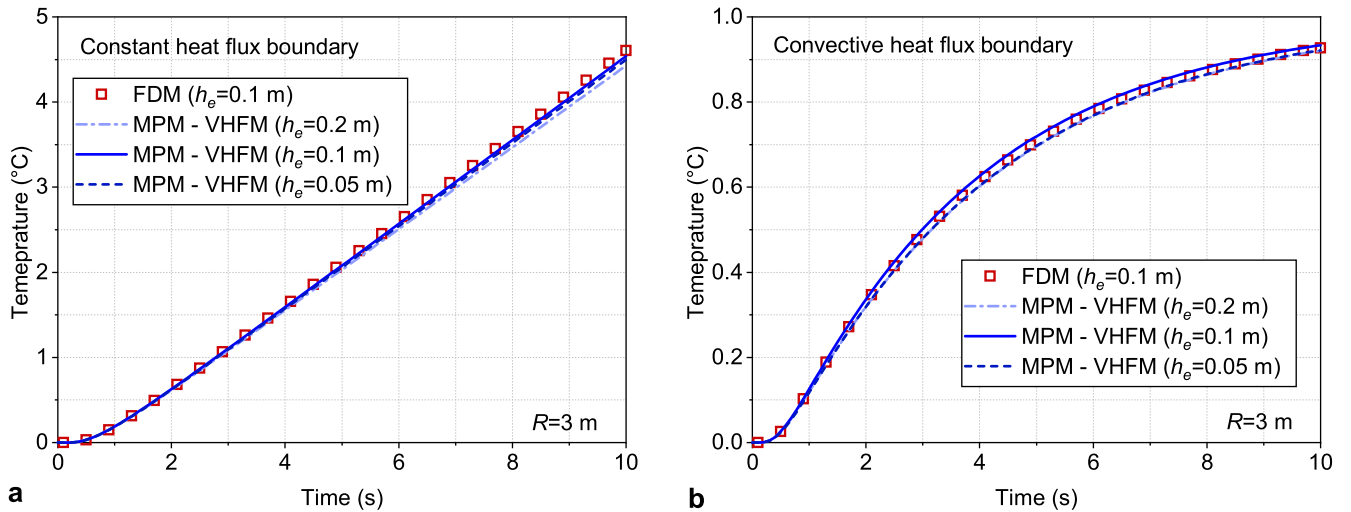 Constant heat flux boundary
FDM (he=0.1 m)
MPM - VHFM (he=0.2 m)
MPM - VHFM (he=0.1 m)
MPM - VHFM (he=0.05 m)
R=3 m
Temeprature (°C)
5
4
3
2
1
0
0 2 4 6 8 10
Time (s)
a
Convective heat flux boundary
FDM (he=0.1 m)
MPM - VHFM (he=0.2 m)
MPM - VHFM (he=0.1 m)
MPM - VHFM (he=0.05 m)
R=3 m
Temeprature (°C)
1.0
0.8
0.6
0.4
0.2
0.0
0 2 4 6 8 10
Time (s)
b